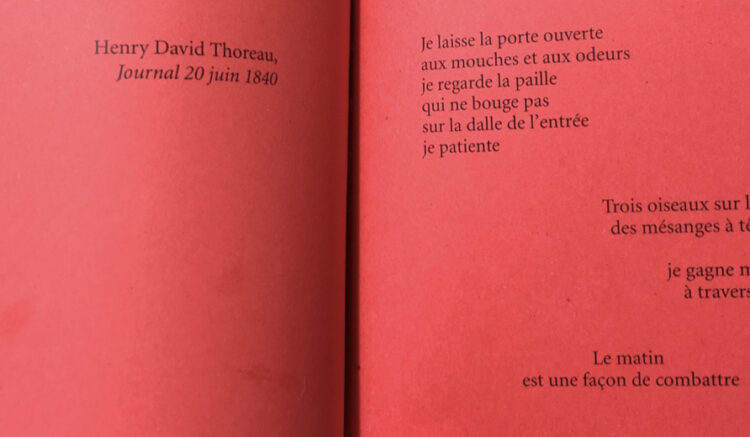 Henry David Thoreau,
Journal 20 juin 1840
Je laisse la porte ouverte
aux mouches et aux odeurs
je regarde la paille
qui ne bouge pas
sur la dalle de l'entrée
je patiente
Trois oiseaux sur
des mésanges à
je gagne
à travers
Le matin
est une façon de combattre